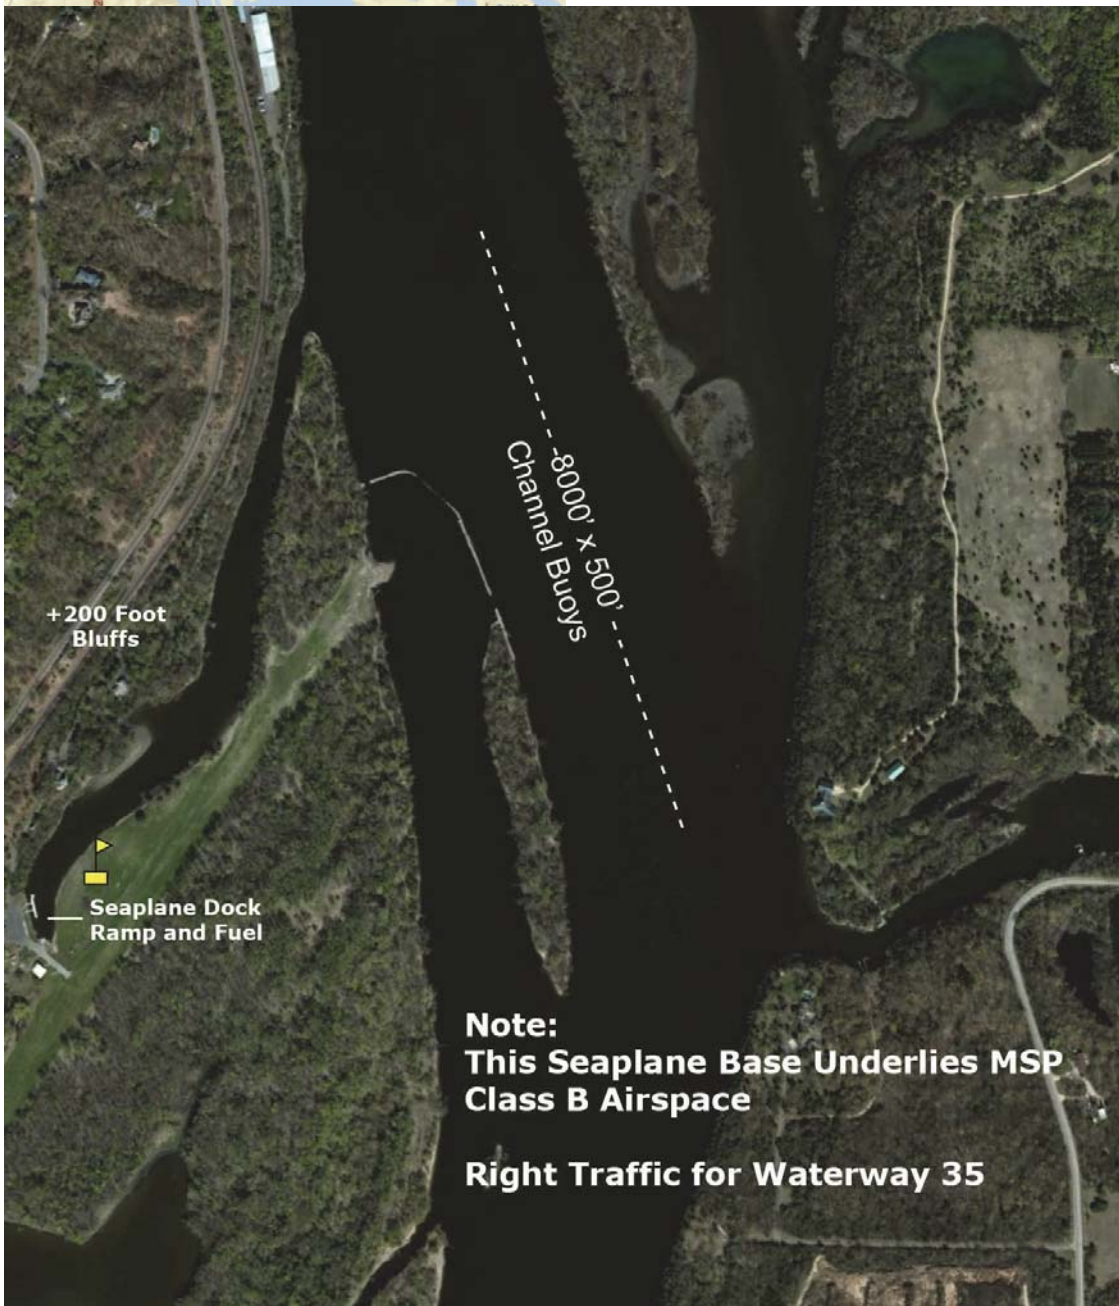 -8000' x 500'
Channel Buoys
+200 Foot
Bluffs
Seaplane Dock
Ramp and Fuel
Note:
This Seaplane Base Underlies MSP
Class B Airspace
Right Traffic for Waterway 35